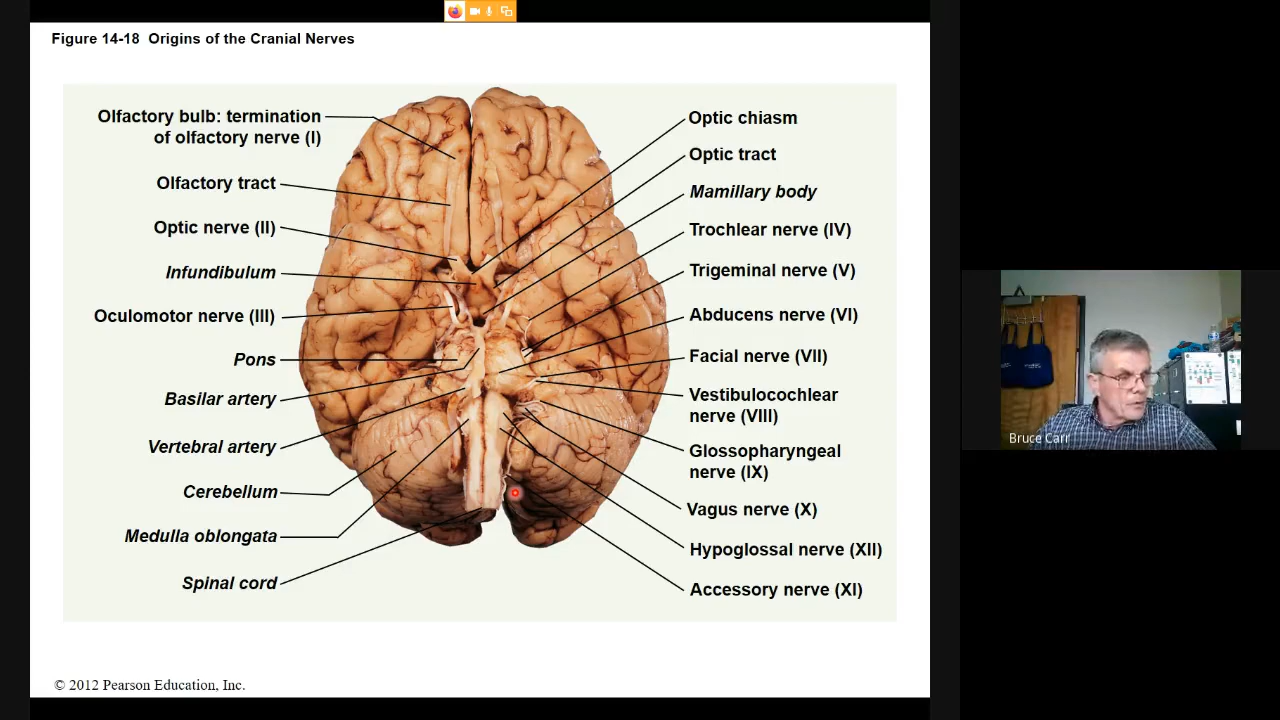 Figure 14-18 Origins of the Cranial Nerves
Olfactory bulb: termination
of olfactory nerve (I)
Olfactory tract
Optic nerve (II)
Infundibulum
Oculomotor nerve (III)
Pons
Basilar artery
Vertebral artery
Cerebellum
Medulla oblongata
Spinal cord
Optic chiasm
Optic tract
Mamillary body
Trochlear nerve (IV)
Trigeminal nerve (V)
Abducens nerve (VI)
Facial nerve (VII)
Vestibulocochlear
nerve (VIII)
Glossopharyngeal
nerve (IX)
Vagus nerve (X)
Hypoglossal nerve (XII)
Accessory nerve (XI)
© 2012 Pearson Education, Inc.
Bruce Carr